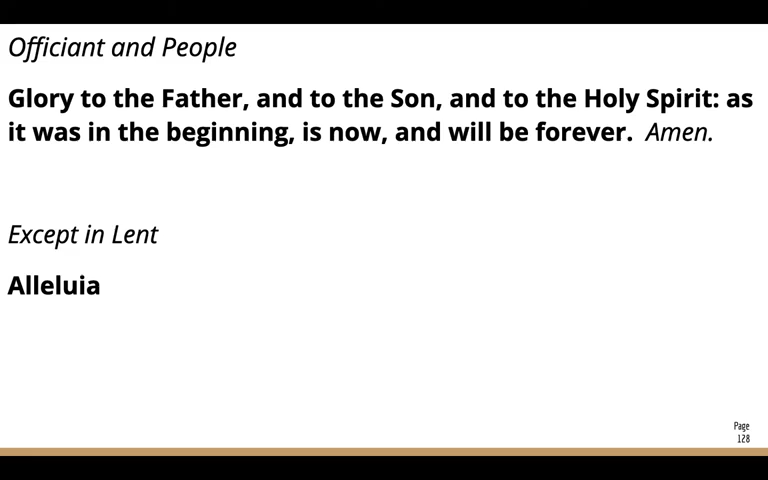 Officiant and People
Glory to the Father, and to the Son, and to the Holy Spirit: as
it was in the beginning, is now, and will be forever. Amen.
Except in Lent
Alleluia
Page
128